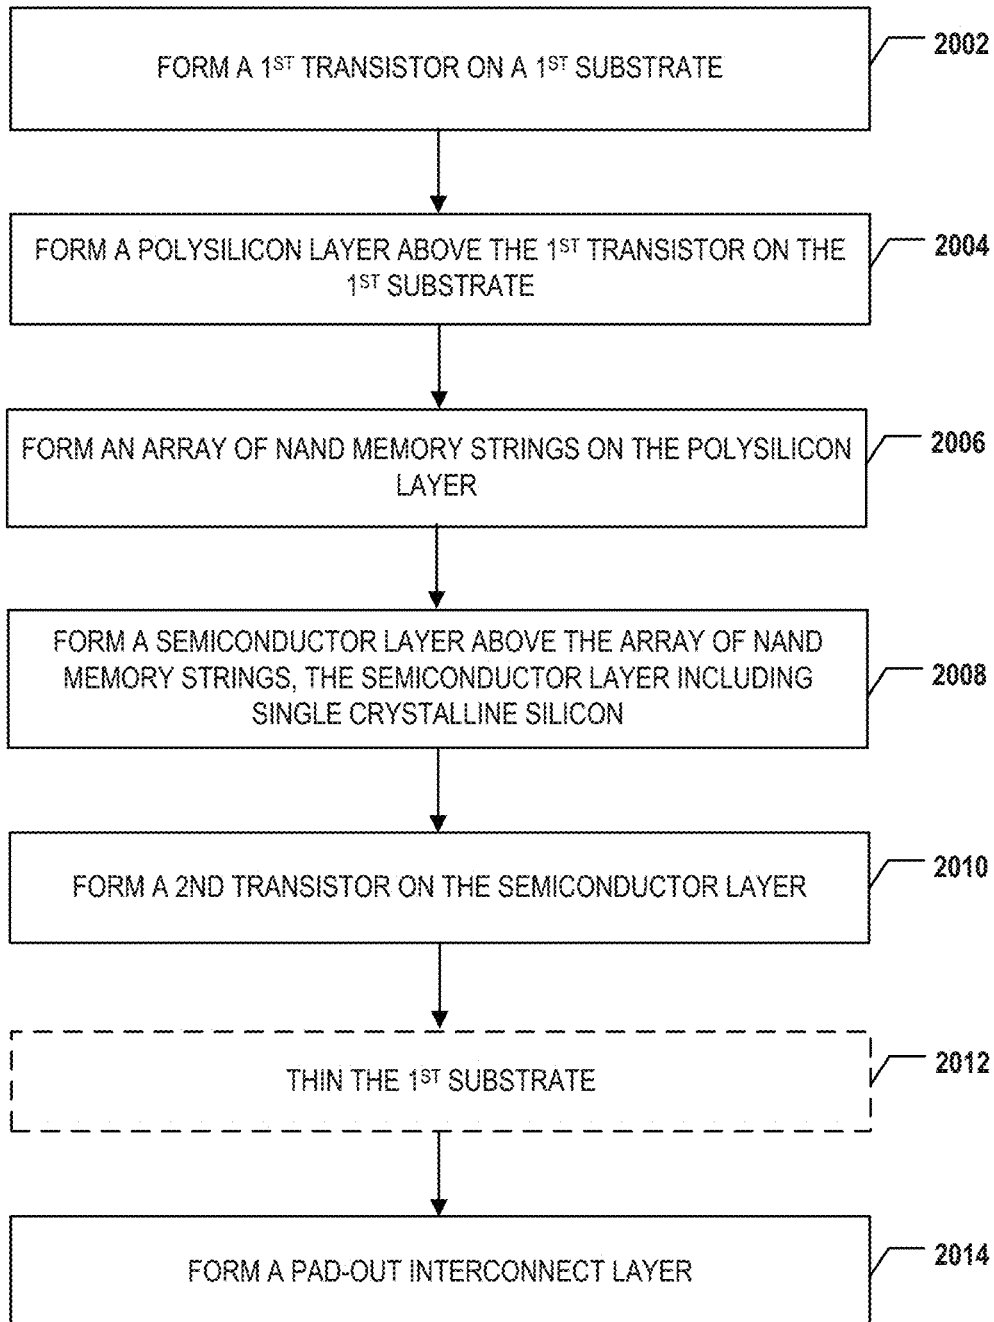 FORM A 1ST TRANSISTOR ON A 1ST SUBSTRATE
2002
FORM A POLYSILICON LAYER ABOVE THE 1ST TRANSISTOR ON THE
1ST SUBSTRATE
2004
FORM AN ARRAY OF NAND MEMORY STRINGS ON THE POLYSILICON
LAYER
2006
FORM A SEMICONDUCTOR LAYER ABOVE THE ARRAY OF NAND
MEMORY STRINGS, THE SEMICONDUCTOR LAYER INCLUDING
SINGLE CRYSTALLINE SILICON
2008
FORM A 2ND TRANSISTOR ON THE SEMICONDUCTOR LAYER
2010
THIN THE 1ST SUBSTRATE
2012
FORM A PAD-OUT INTERCONNECT LAYER
2014